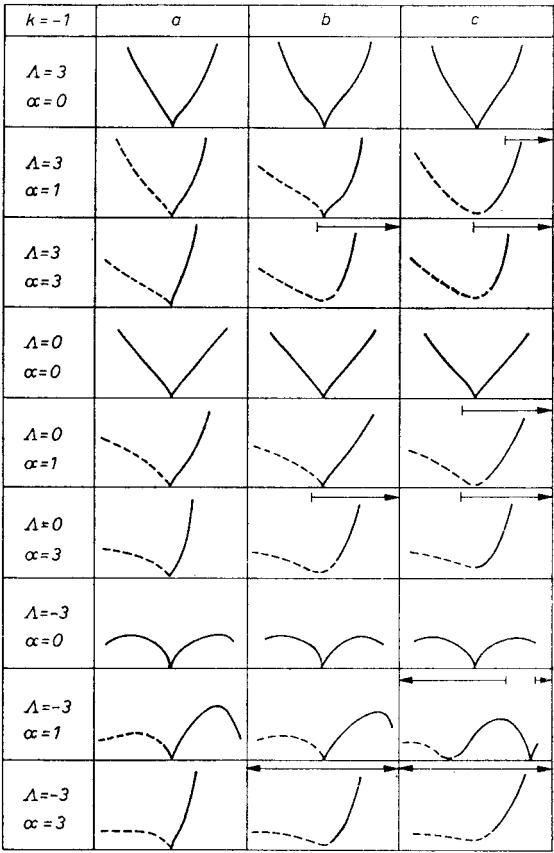 k = -1 a b c
Λ = 3
α = 0
Λ = 3
α = 1
Λ = 3
α = 3
Λ = 0
α = 0
Λ = 0
α = 1
Λ = 0
α = 3
Λ = -3
α = 0
Λ = -3
α = 1
Λ = -3
α = 3